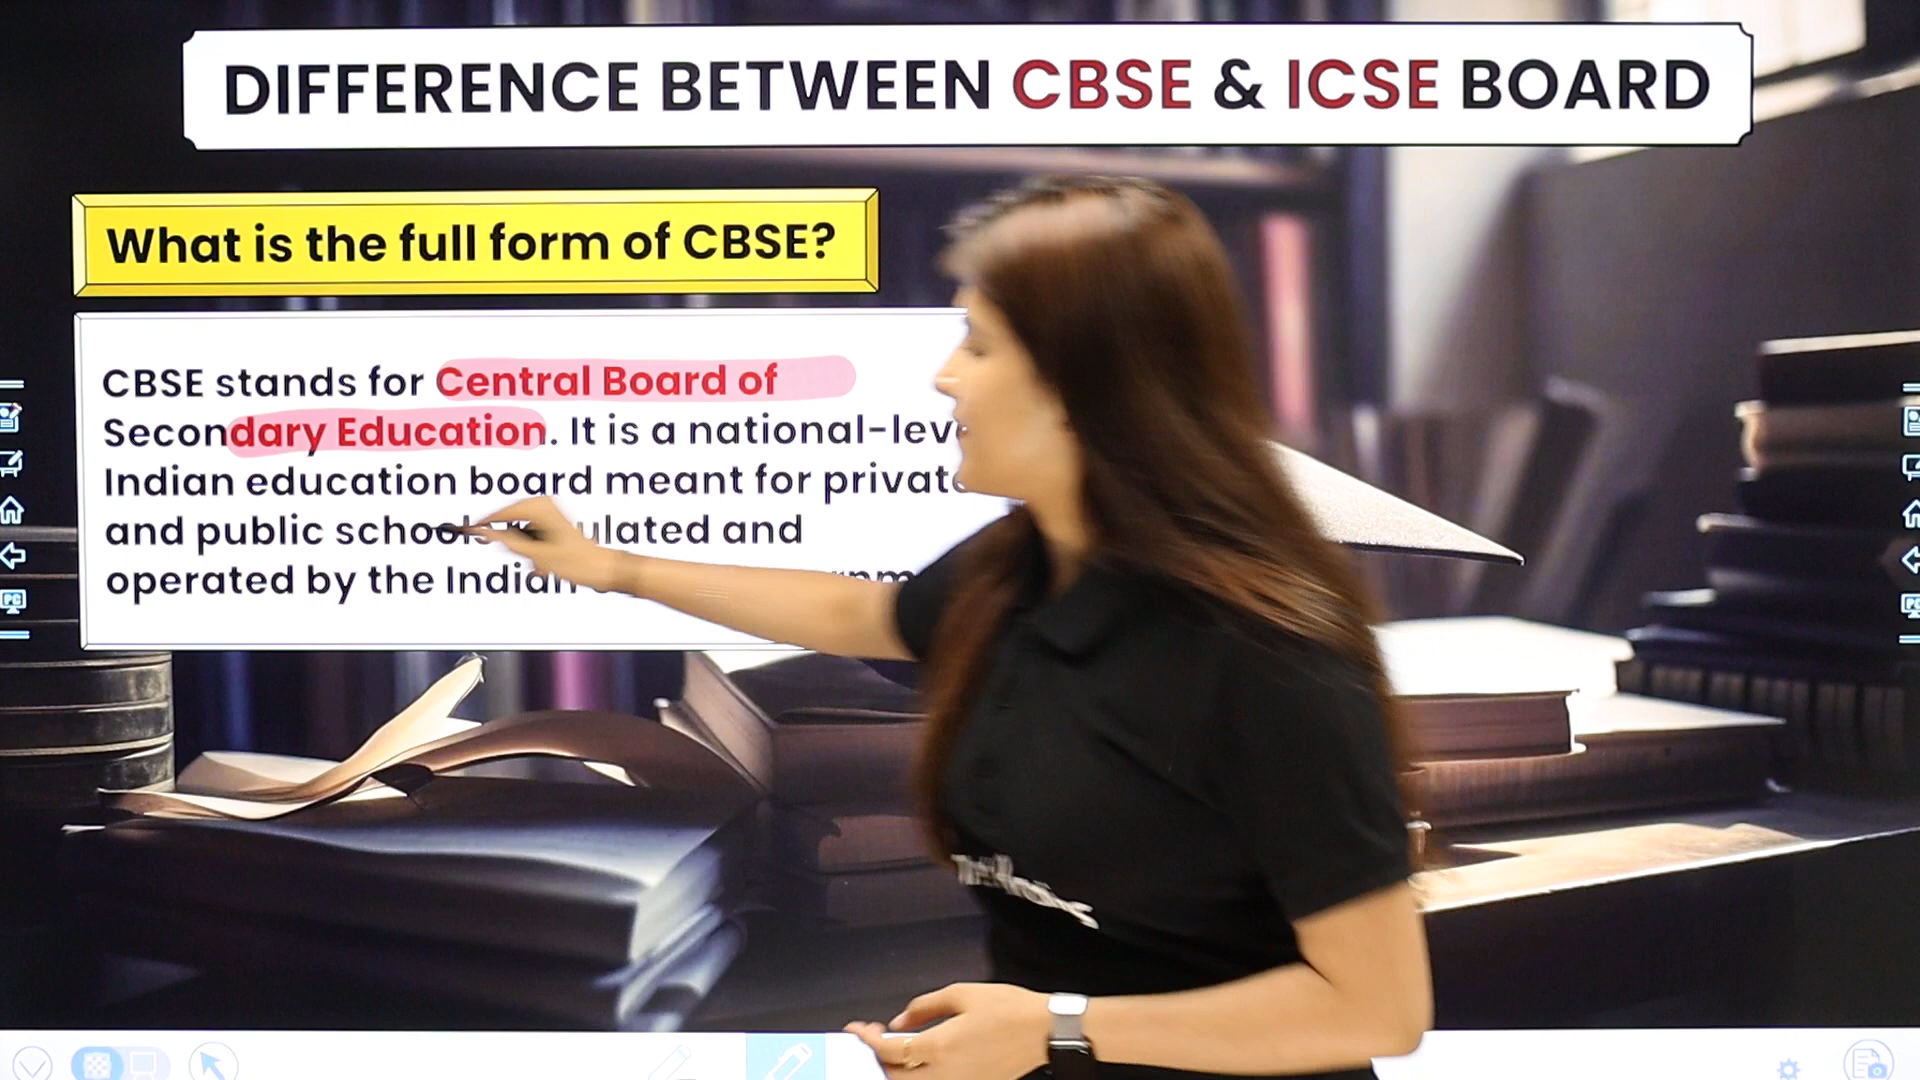 DIFFERENCE BETWEEN CBSE & ICSE BOARD
What is the full form of CBSE?
CBSE stands for Central Board of
Secondary Education. It is a national-lev
Indian education board meant for privat
and public schools ulated and
operated by the Indian
PC